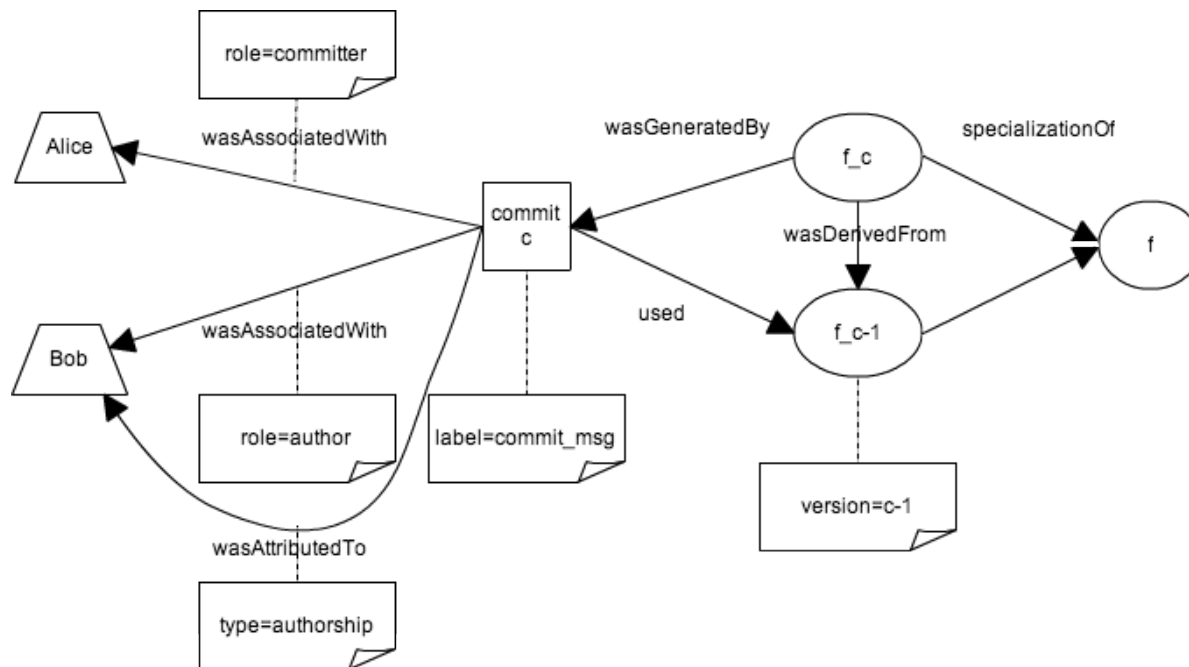 role=committer
wasGeneratedBy
specializationOf
Alice
wasAssociatedWith
f_c
commit
c
wasDerivedFrom
f
used
wasAssociatedWith
f_c-1
Bob
role=author
label=commit_msg
version=c-1
wasAttributedTo
type=authorship